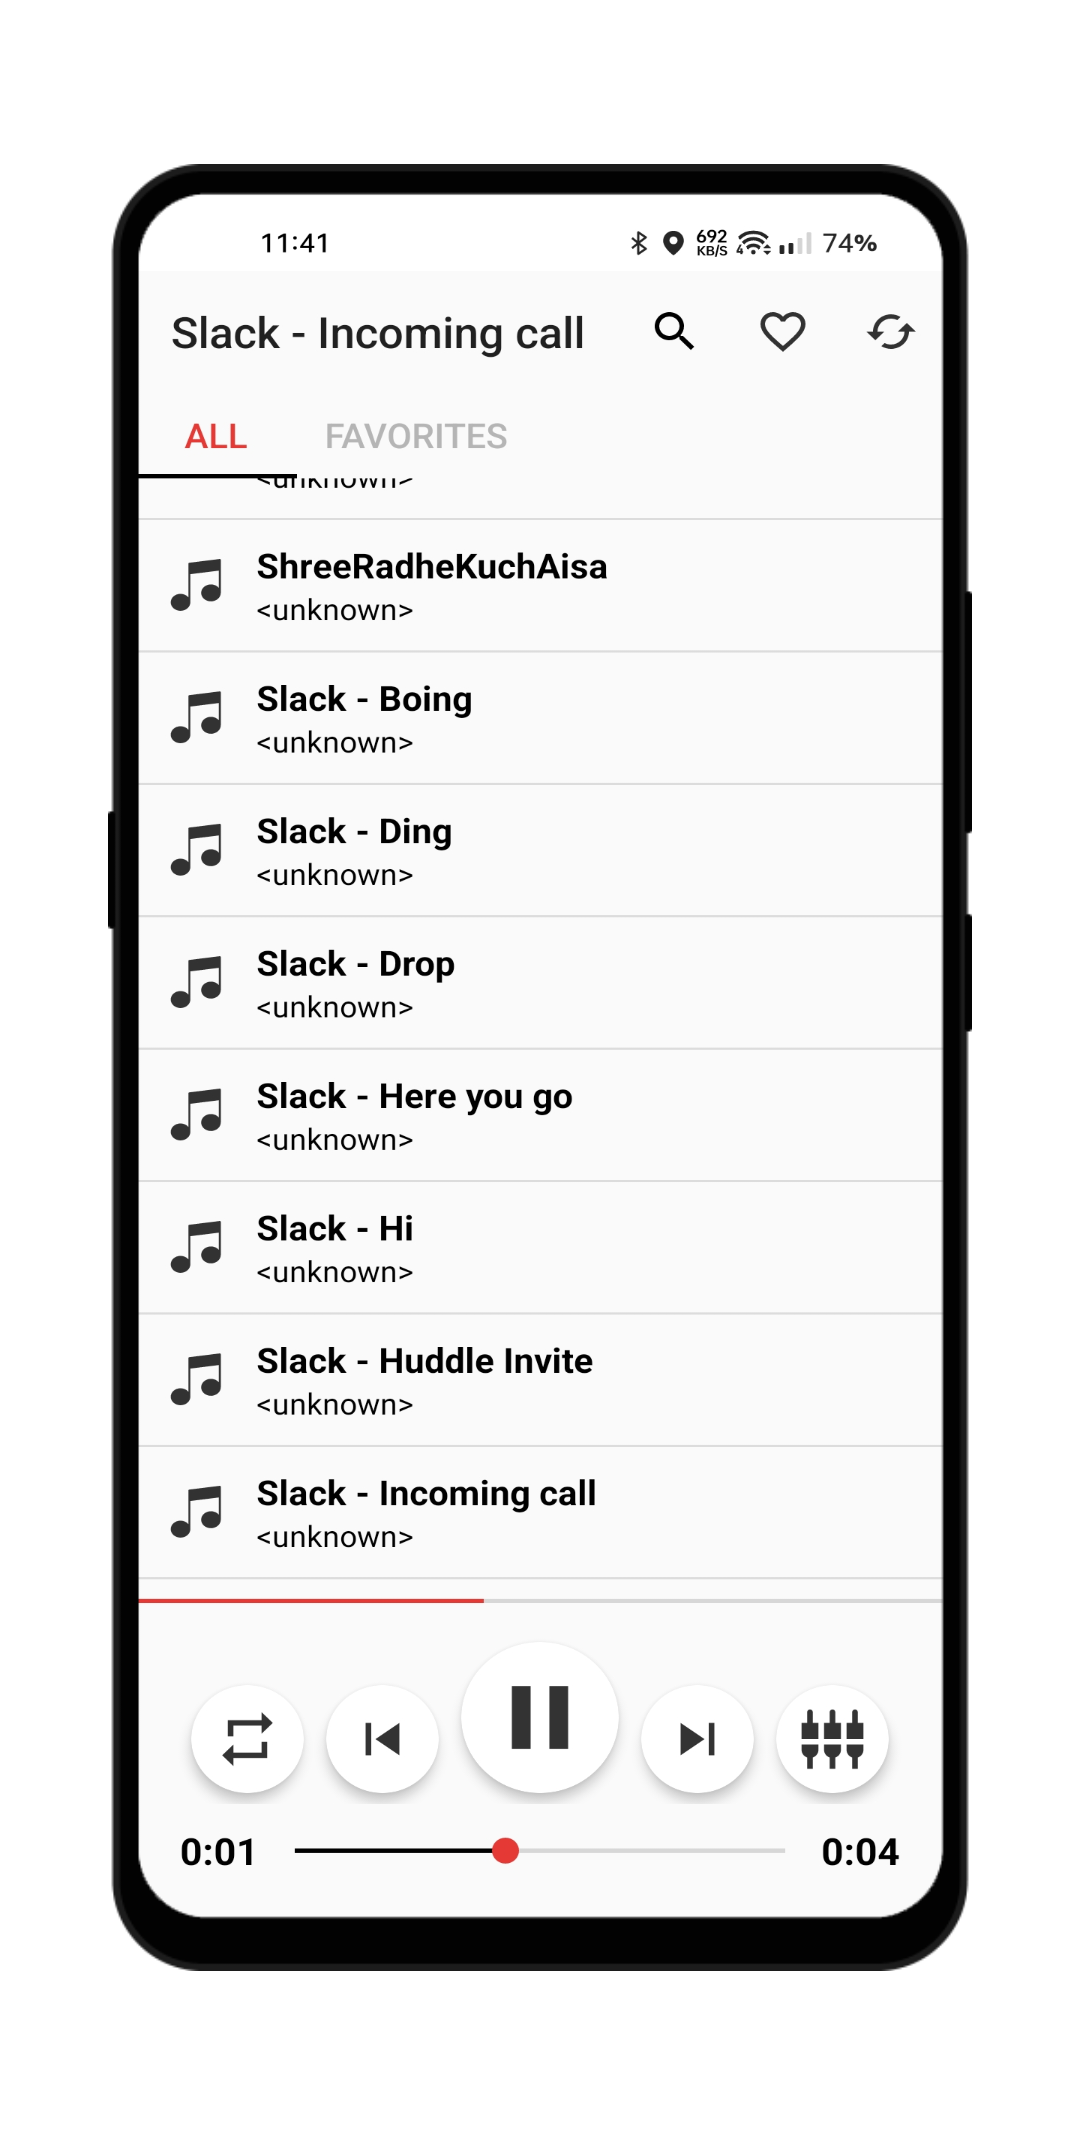 11:41 692 KB/S 4 74%
Slack - Incoming call
ALL FAVORITES
<unknown>
ShreeRadheKuchAisa
<unknown>
Slack - Boing
<unknown>
Slack - Ding
<unknown>
Slack - Drop
<unknown>
Slack - Here you go
<unknown>
Slack - Hi
<unknown>
Slack - Huddle Invite
<unknown>
Slack - Incoming call
<unknown>
0:01 0:04